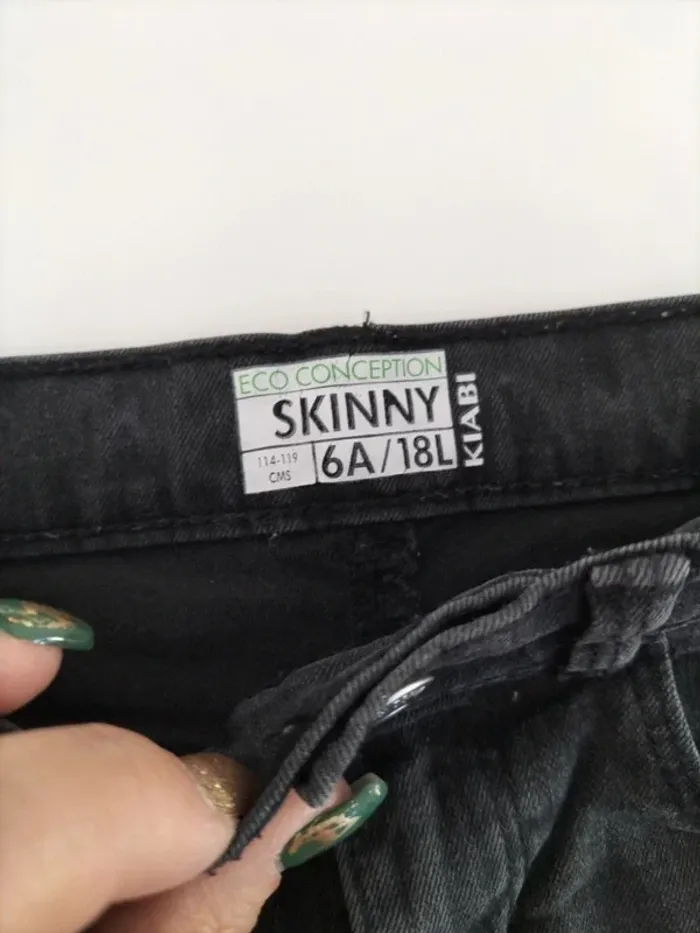 ECO CONCEPTION
SKINNY
114-119
CMS
6A/18L
KIABI